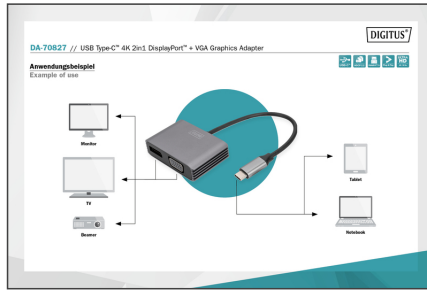 DIGITUS®
DA-70827 // USB Type-C™ 4K 2in1 DisplayPort™ + VGA Graphics Adapter
Anwendungsbeispiel
Example of use
Monitor
TV
Beamer
Tablet
Notebook